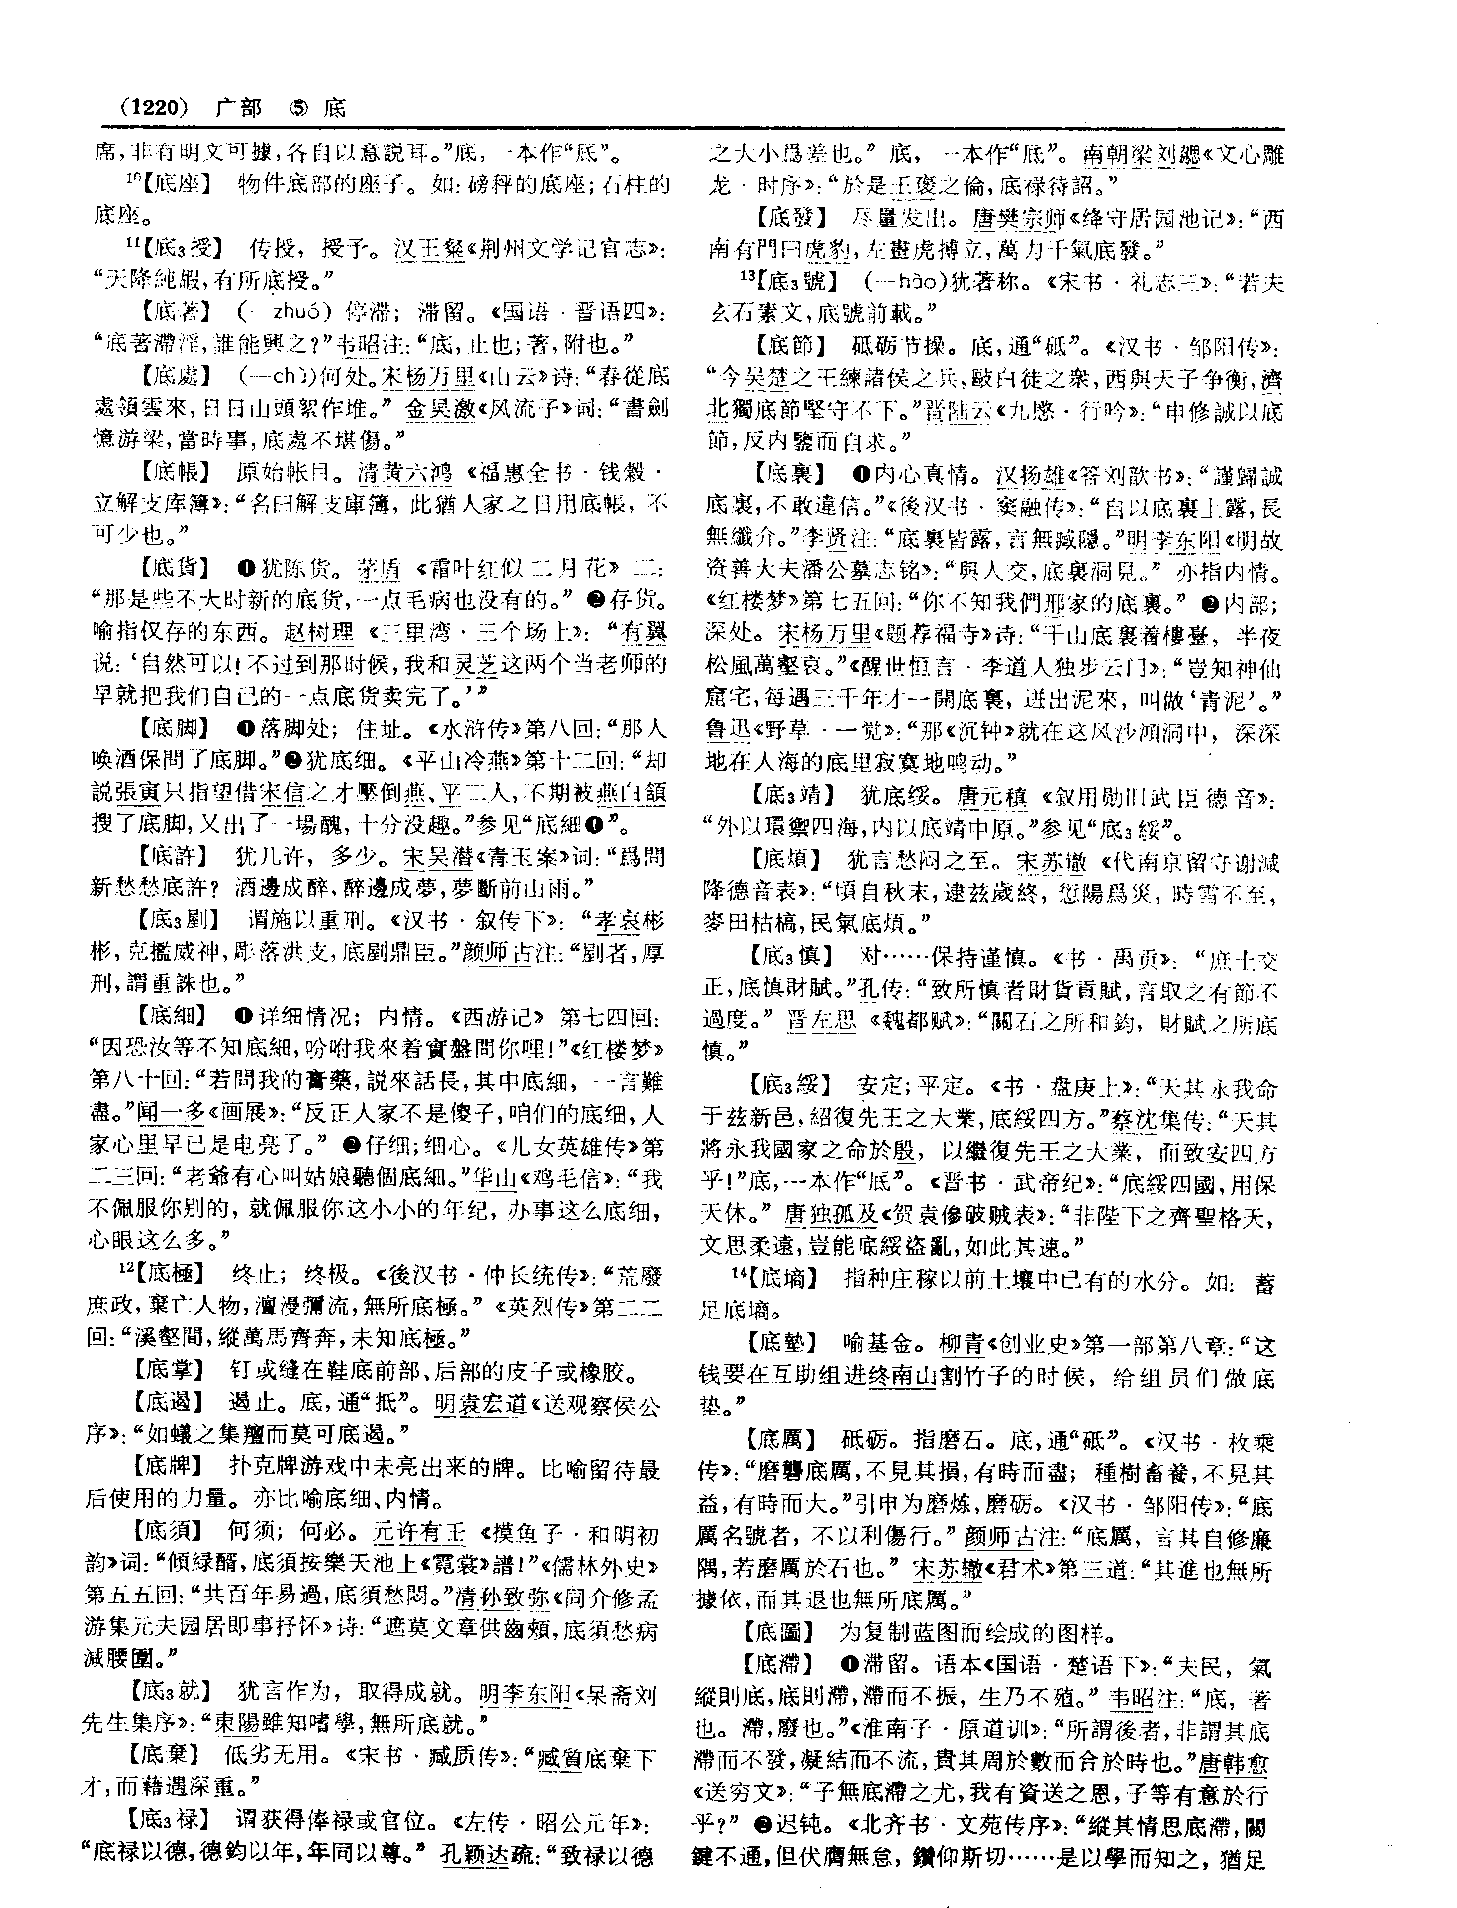 (1220) 广部 ⑤ 底
席，非有明文可據，各自以意説耳。”底，一本作“厎”。
¹⁰【底座】 物件底部的座子。如：磅秤的底座；石柱的
底座。
¹¹【底₃授】 传授，授予。汉王粲《荆州文学记官志》：
“天降純嘏，有所底授。”
【底著】 (— zhuó) 停滞；滞留。《国语·晋语四》：
“底著滯淫，誰能興之？”韦昭注：“底，止也；著，附也。”
【底處】 (—chù)何处。宋杨万里《山云》诗：“春從底
處領雲來，日日山頭絮作堆。” 金吴激《风流子》词：“書劍
憶游梁，當時事，底處不堪傷。”
【底帳】 原始帐目。清黄六鸿 《福惠全书·钱穀·
立解支库簿》：“名曰解支庫簿，此猶人家之日用底帳，不
可少也。”
【底貨】 ❶犹陈货。茅盾 《霜叶红似二月花》 二：
“那是些不大时新的底货，一点毛病也没有的。” ❷存货。
喻指仅存的东西。赵树理 《三里湾·三个场上》：“有翼
说：‘自然可以！不过到那时候，我和灵芝这两个当老师的
早就把我们自己的一点底货卖完了。’”
【底脚】 ❶落脚处；住址。《水浒传》第八回：“那人
唤酒保問了底脚。”❷犹底细。《平山冷燕》第十二回：“却
説張寅只指望借宋信之才壓倒燕、平二人，不期被燕白頷
搜了底脚，又出了一場醜，十分没趣。”参见“底細❶”。
【底許】 犹几许，多少。宋吴潜《青玉案》词：“爲問
新愁愁底許？酒邊成醉、醉邊成夢，夢斷前山雨。”
【底₃剭】 谓施以重刑。《汉书·叙传下》：“孝哀彬
彬，克攬威神，彫落洪支，底剭鼎臣。”颜师古注：“剭者，厚
刑，謂重誅也。”
【底細】 ❶详细情况；内情。《西游记》 第七四回：
“因恐汝等不知底細，吩咐我來着實盤問你哩！”《红楼梦》
第八十回：“若問我的膏藥，説來話長，其中底細，一言難
盡。”闻一多《画展》：“反正人家不是傻子，咱们的底细，人
家心里早已是电亮了。” ❷仔细；细心。《儿女英雄传》第
二三回：“老爺有心叫姑娘聽個底細。”华山《鸡毛信》：“我
不佩服你别的，就佩服你这小小的年纪，办事这么底细，
心眼这么多。”
¹²【底極】 终止；终极。《後汉书·仲长统传》：“荒廢
庶政，棄亡人物，澶漫彌流，無所底極。” 《英烈传》第二二
回：“溪壑間，縱萬馬齊奔，未知底極。”
【底掌】 钉或缝在鞋底前部、后部的皮子或橡胶。
【底遏】 遏止。底，通“抵”。明袁宏道《送观察侯公
序》：“如蟻之集羶而莫可底遏。”
【底牌】 扑克牌游戏中未亮出来的牌。比喻留待最
后使用的力量。亦比喻底细、内情。
【底須】 何须；何必。元许有壬 《摸鱼子·和明初
韵》词：“傾緑醑，底須按樂天池上《霓裳》譜！”《儒林外史》
第五五回：“共百年易過，底須愁悶。”清孙致弥《同介修孟
游集元夫园居即事抒怀》诗：“遮莫文章供齒頰，底須愁病
減腰圍。”
【底₃就】 犹言作为，取得成就。明李东阳《呆斋刘
先生集序》：“東陽雖知嗜學，無所底就。”
【底棄】 低劣无用。《宋书·臧质传》：“臧質底棄下
才，而藉遇深重。”
【底₃禄】 谓获得俸禄或官位。《左传·昭公元年》：
“底禄以德，德鈞以年，年同以尊。” 孔颖达疏：“致禄以德
之大小爲差也。” 底，一本作“厎”。南朝梁刘勰《文心雕
龙·时序》：“於是王褒之倫，底禄待詔。”
【底發】 尽量发出。唐樊宗师《绛守居园池记》：“西
南有門曰虎豹，左畫虎搏立，萬力千氣底發。”
¹³【底₃號】 (—hào)犹著称。《宋书·礼志三》：“若夫
玄石素文，底號前載。”
【底節】 砥砺节操。底，通“砥”。《汉书·邹阳传》：
“今吴楚之王練諸侯之兵，敺白徒之衆，西與天子争衡，濟
北獨底節堅守不下。”晋陆云《九愍·行吟》：“申修誠以底
節，反内鑒而自求。”
【底裏】 ❶内心真情。汉扬雄《答刘歆书》：“謹歸誠
底裏，不敢違信。”《後汉书·窦融传》：“自以底裏上露，長
無纖介。”李贤注：“底裏皆露，言無藏隱。”明李东阳《明故
资善大夫潘公墓志铭》：“與人交，底裏洞見。” 亦指内情。
《红楼梦》第七五回：“你不知我們那家的底裏。” ❷内部；
深处。宋杨万里《题荐福寺》诗：“千山底裏着樓臺，半夜
松風萬壑哀。”《醒世恒言·李道人独步云门》：“豈知神仙
窟宅，每遇三千年才一開底裏，迸出泥來，叫做‘青泥’。”
鲁迅《野草·一觉》：“那《沉钟》就在这风沙澒洞中，深深
地在人海的底里寂寞地鸣动。”
【底₃靖】 犹底绥。唐元稹 《叙用勋旧武臣德音》：
“外以環禦四海，内以底靖中原。”参见“底₃綏”。
【底煩】 犹言愁闷之至。宋苏辙 《代南京留守谢减
降德音表》：“頃自秋末，逮兹歲終，愆陽爲災，時雪不至，
麥田枯槁，民氣底煩。”
【底₃慎】 对……保持谨慎。《书·禹贡》：“庶土交
正，底慎財賦。”孔传：“致所慎者財貨貢賦，言取之有節不
過度。” 晋左思 《魏都赋》：“關石之所和鈞，財賦之所底
慎。”
【底₃綏】 安定；平定。《书·盘庚上》：“天其永我命
于兹新邑，紹復先王之大業，底綏四方。”蔡沈集传：“天其
將永我國家之命於殷，以繼復先王之大業，而致安四方
乎！”底，一本作“厎”。《晋书·武帝纪》：“底綏四國，用保
天休。” 唐独孤及《贺袁傪破贼表》：“非陛下之齊聖格天，
文思柔遠，豈能底綏盜亂，如此其速。”
¹⁴【底墒】 指种庄稼以前土壤中已有的水分。如：蓄
足底墒。
【底墊】 喻基金。柳青《创业史》第一部第八章：“这
钱要在互助组进终南山割竹子的时候，给组员们做底
垫。”
【底厲】 砥砺。指磨石。底，通“砥”。《汉书·枚乘
传》：“磨礱底厲，不見其損，有時而盡；種樹畜養，不見其
益，有時而大。”引申为磨炼，磨砺。《汉书·邹阳传》：“底
厲名號者，不以利傷行。” 颜师古注：“底厲，言其自修廉
隅，若磨厲於石也。” 宋苏辙《君术》第三道：“其進也無所
據依，而其退也無所底厲。”
【底圖】 为复制蓝图而绘成的图样。
【底滯】 ❶滞留。语本《国语·楚语下》：“夫民，氣
縱則底，底則滯，滯而不振，生乃不殖。” 韦昭注：“底，著
也。滯，廢也。”《淮南子·原道训》：“所謂後者，非謂其底
滯而不發，凝結而不流，貴其周於數而合於時也。”唐韩愈
《送穷文》：“子無底滯之尤，我有資送之恩，子等有意於行
乎？” ❷迟钝。《北齐书·文苑传序》：“縱其情思底滯，關
鍵不通，但伏膺無怠，鑽仰斯切……是以學而知之，猶足